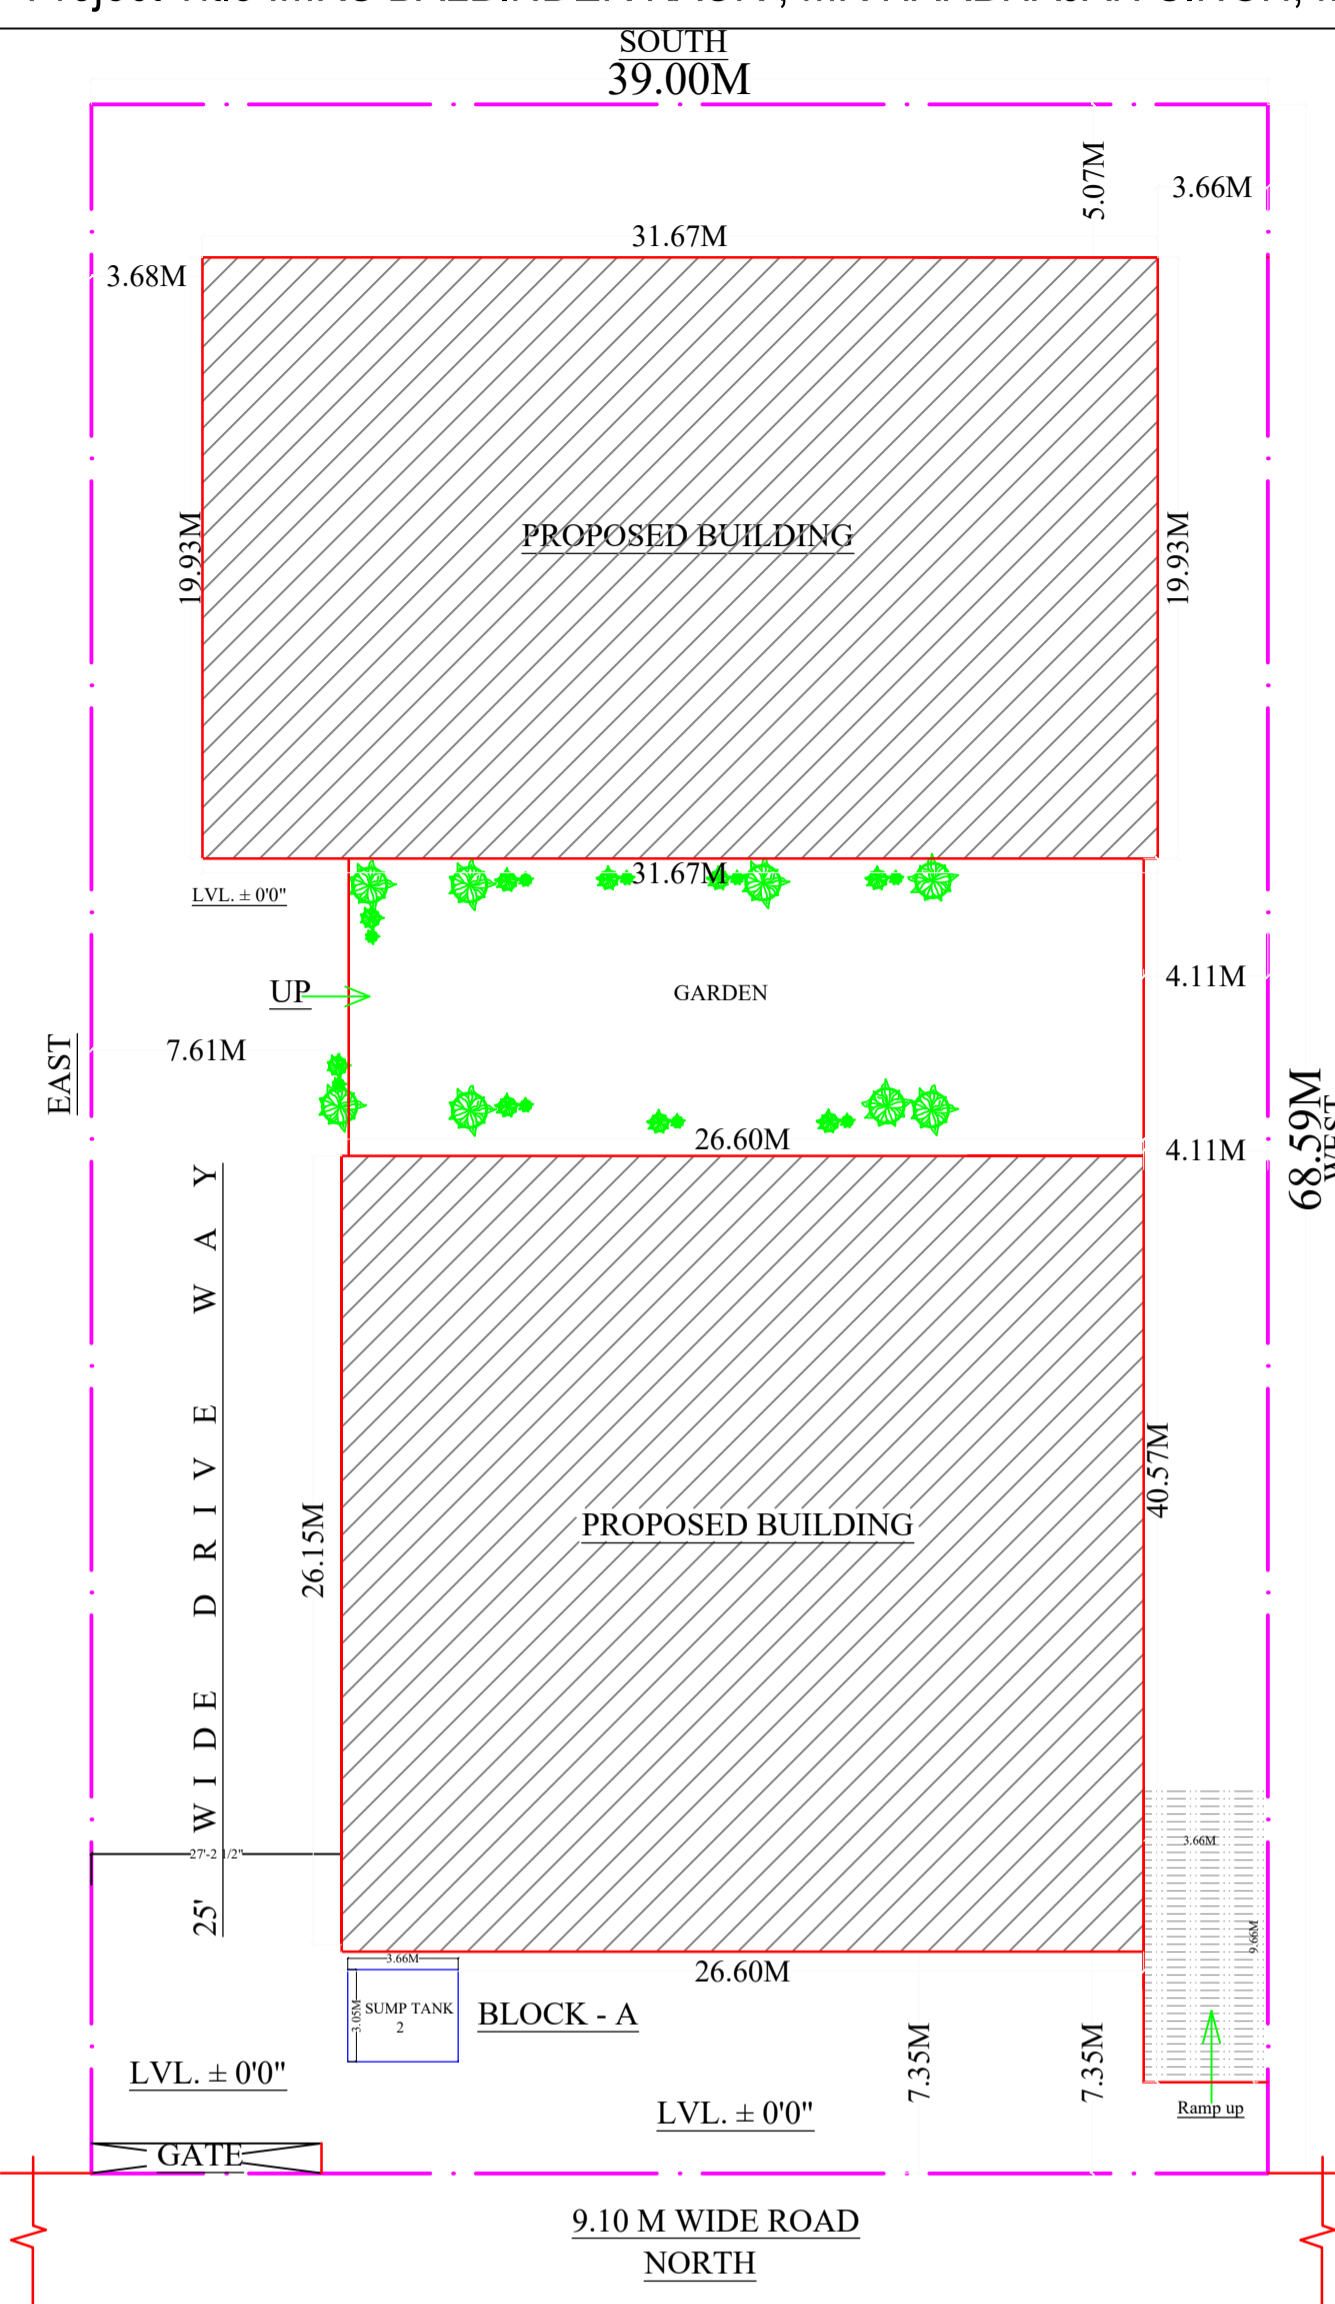 SOUTH
39.00M
5.07M
3.66M
31.67M
3.68M
PROPOSED BUILDING
19.93M
19.93M
31.67M
LVL. ± 0'0"
UP
GARDEN
4.11M
7.61M
EAST
26.60M
4.11M
68.59M
WEST
25' WIDE DRIVE WAY
40.57M
PROPOSED BUILDING
26.15M
3.66M
27'-2 1/2"
9.66M
3.66M
26.60M
3.05M
SUMP TANK
2
BLOCK - A
7.35M
7.35M
LVL. ± 0'0"
LVL. ± 0'0"
Ramp up
GATE
9.10 M WIDE ROAD
NORTH